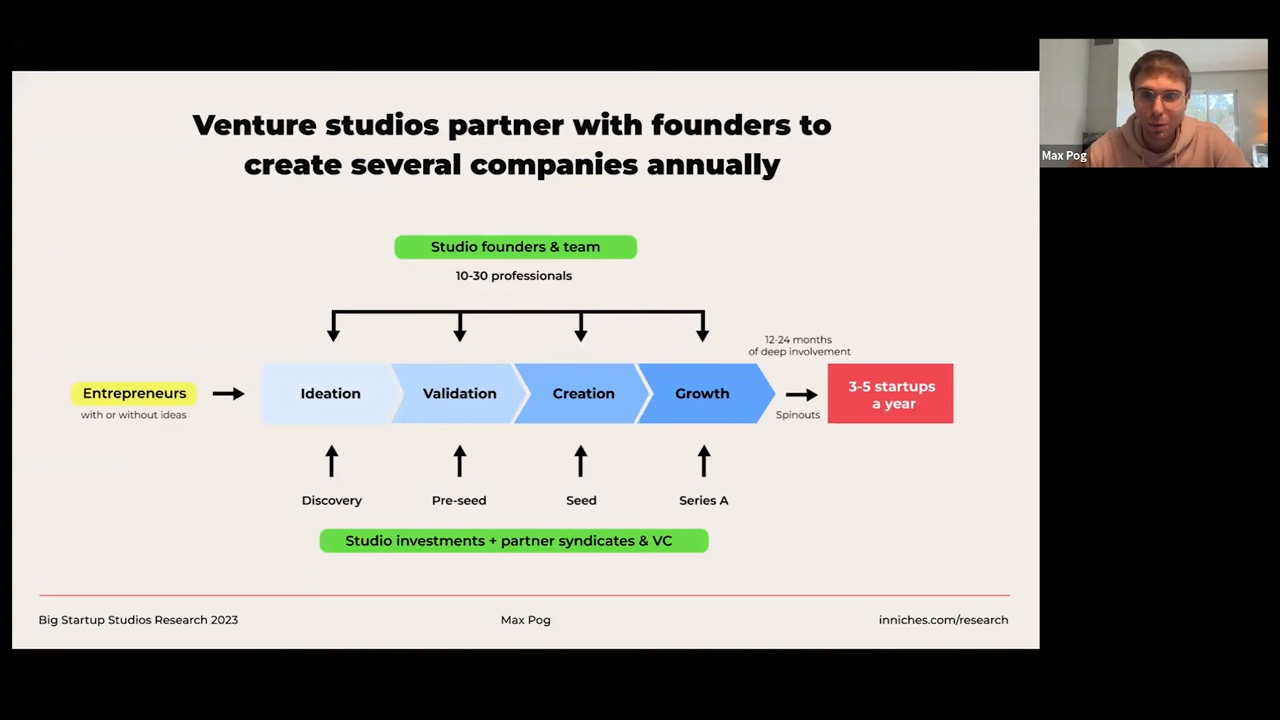 Venture studios partner with founders to
create several companies annually
Max Pog
Studio founders & team
10-30 professionals
12-24 months
of deep involvement
Entrepreneurs
with or without ideas
Ideation
Validation
Creation
Growth
Spinouts
3-5 startups
a year
Discovery
Pre-seed
Seed
Series A
Studio investments + partner syndicates & VC
Big Startup Studios Research 2023
Max Pog
inniches.com/research